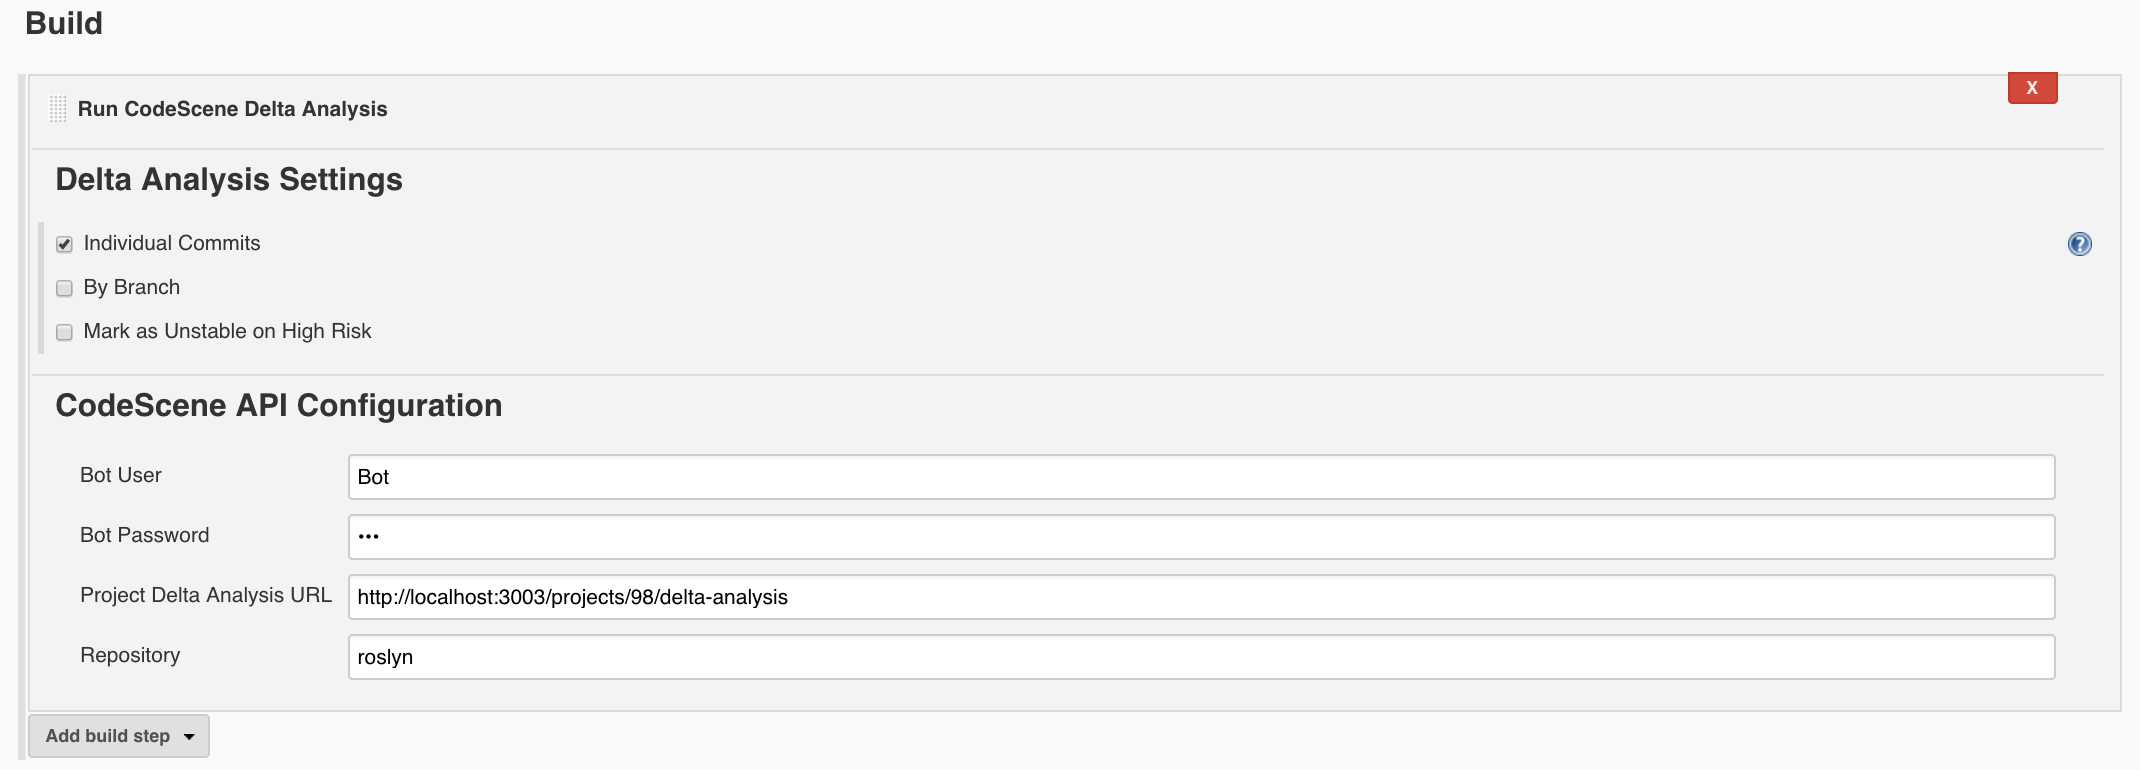 Build
Run CodeScene Delta Analysis
X
Delta Analysis Settings
Individual Commits
?
By Branch
Mark as Unstable on High Risk
CodeScene API Configuration
Bot User
Bot
Bot Password
•••
Project Delta Analysis URL
http://localhost:3003/projects/98/delta-analysis
Repository
roslyn
Add build step